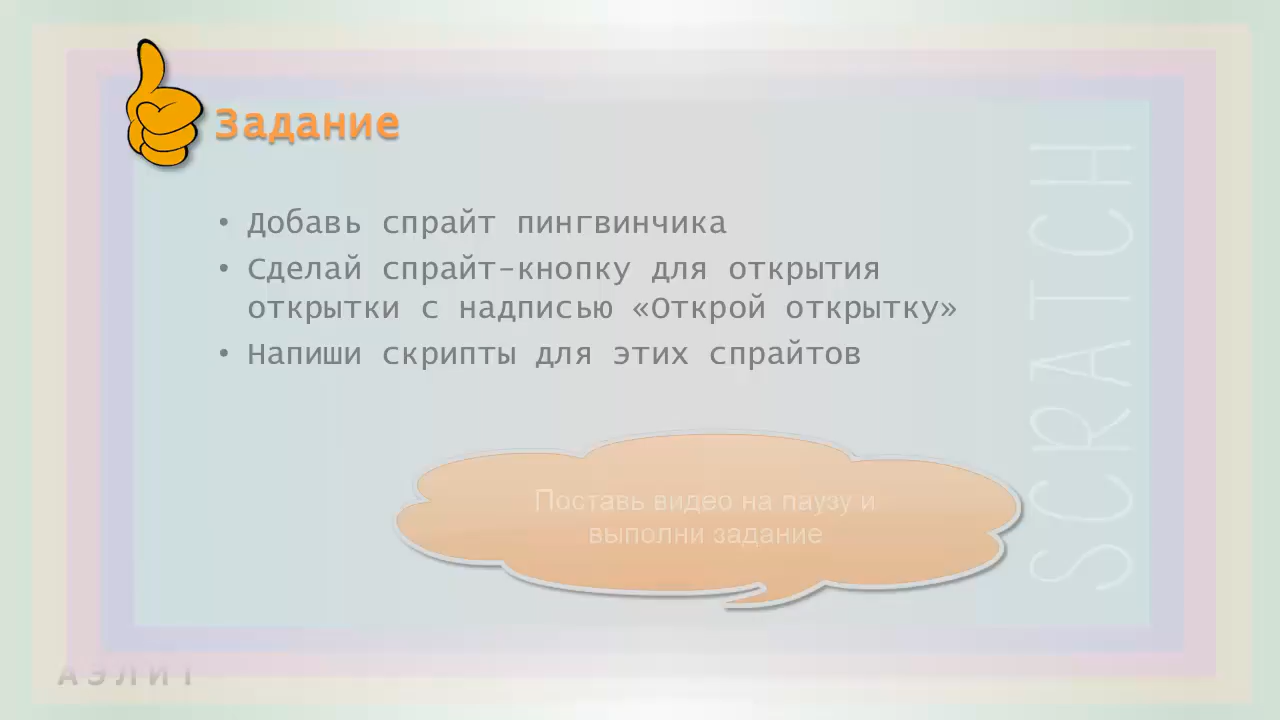 Задание
• Добавь спрайт пингвинчика
• Сделай спрайт-кнопку для открытия
открытки с надписью «Открой открытку»
• Напиши скрипты для этих спрайтов
Поставь видео на паузу и
выполни задание
SCRATCH